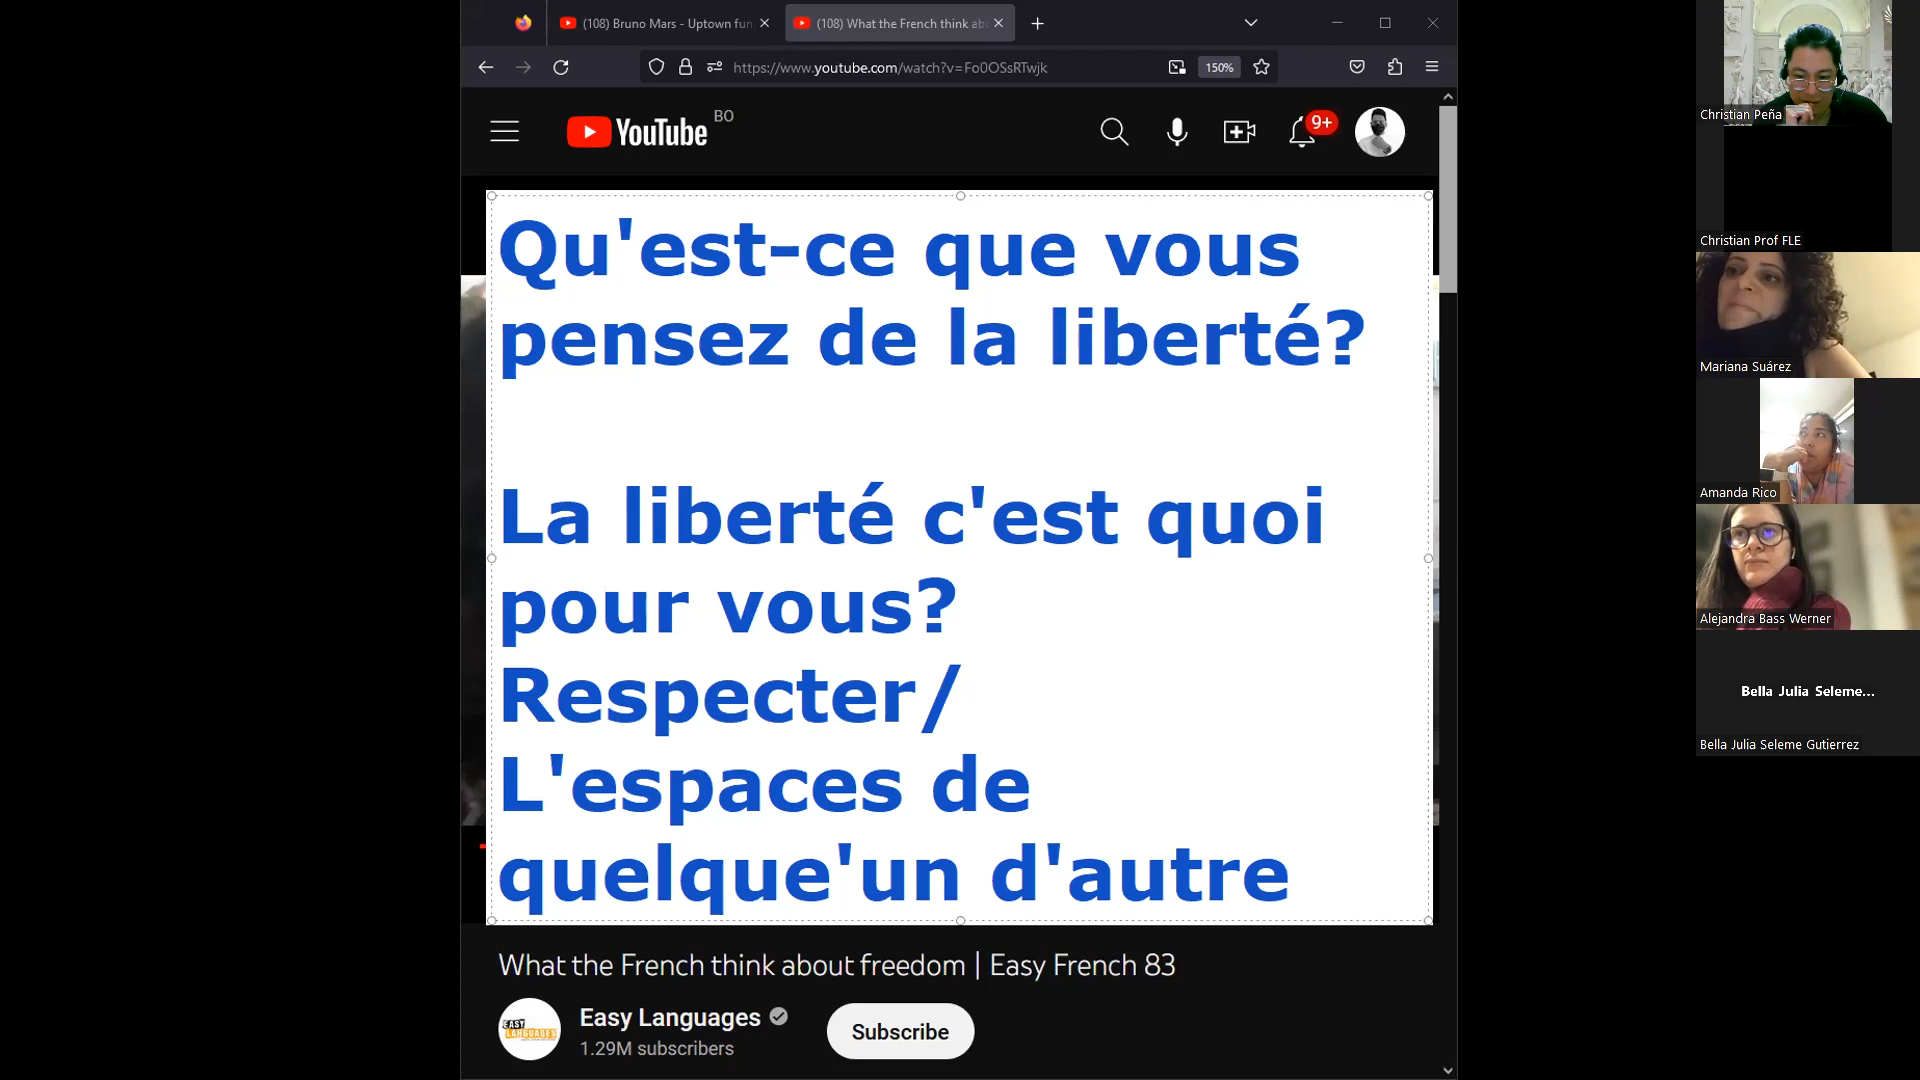 (108) Bruno Mars - Uptown fun
(108) What the French think ab
https://www.youtube.com/watch?v=Fo0OSsRTwjk
150%
YouTube
BO
9+
Qu'est-ce que vous
pensez de la liberté?
La liberté c'est quoi
pour vous?
Respecter/
L'espaces de
quelque'un d'autre
What the French think about freedom | Easy French 83
EASY
LANGUAGES
Easy Languages
1.29M subscribers
Subscribe
Christian Peña
Christian Prof FLE
Mariana Suárez
Amanda Rico
Alejandra Bass Werner
Bella Julia Seleme...
Bella Julia Seleme Gutierrez